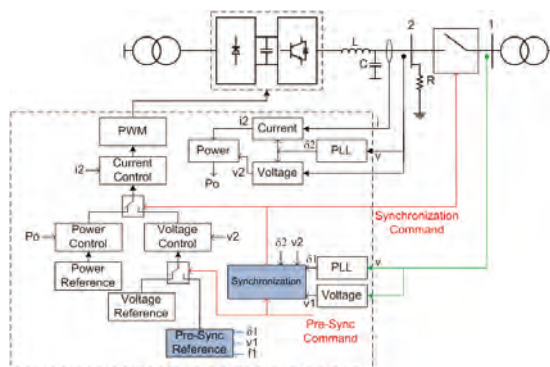 2
1
L
C
R
PWM
i2
Current
i
Current
Control
i2
Power
δ2
PLL
v2
Voltage
v
Po
Synchronization
Command
Po
Power
Control
Voltage
Control
v2
δ2 v2
δ1
PLL
v
Power
Reference
Synchronization
Voltage
Reference
v1
Voltage
Pre-Sync
Command
Pre-Sync
Reference
δ1
v1
f1